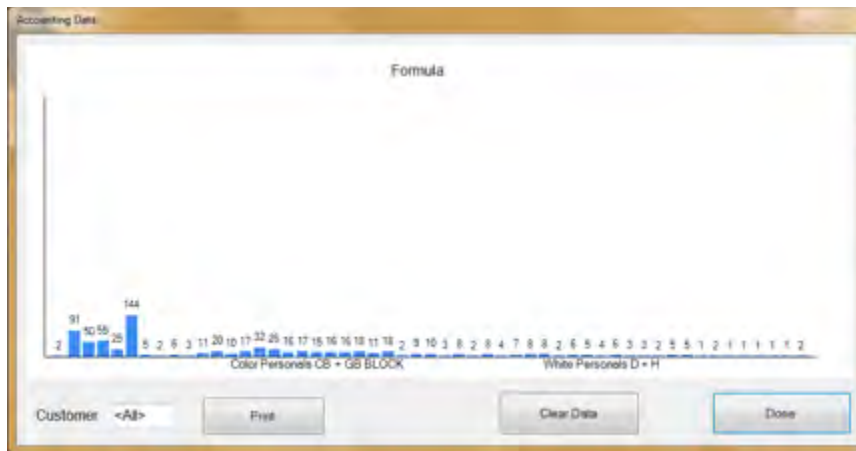 Accounting Data
Formula
144
91
2 50 55 25 5 2 6 3 11 20 10 17 32 25 16 17 15 16 16 18 11 18 2 9 10 3 8 2 8 4 7 8 8 2 6 5 4 6 3 3 2 5 5 1 2 1 1 1 1 1 2
Color Personels CB + GB BLOCK White Personels D + H
Customer <All> Print Clear Data Done